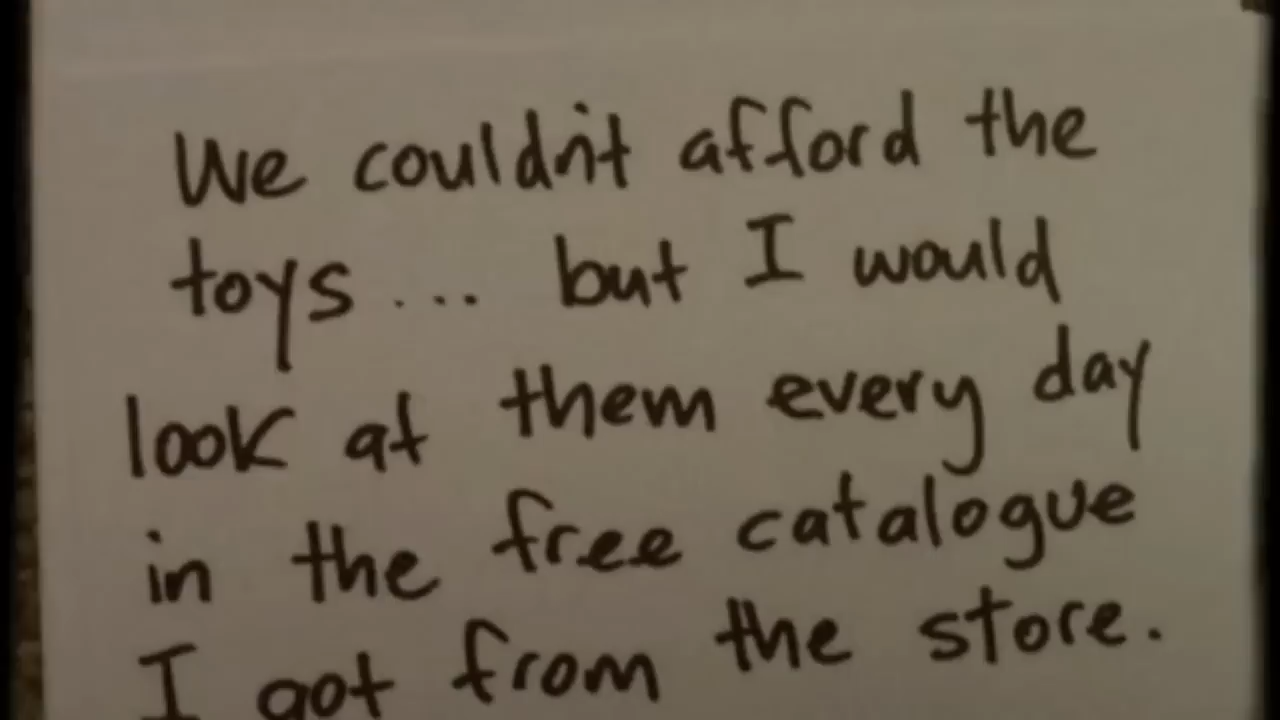 We couldn't afford the
toys... but I would
look at them every day
in the free catalogue
I got from the store.